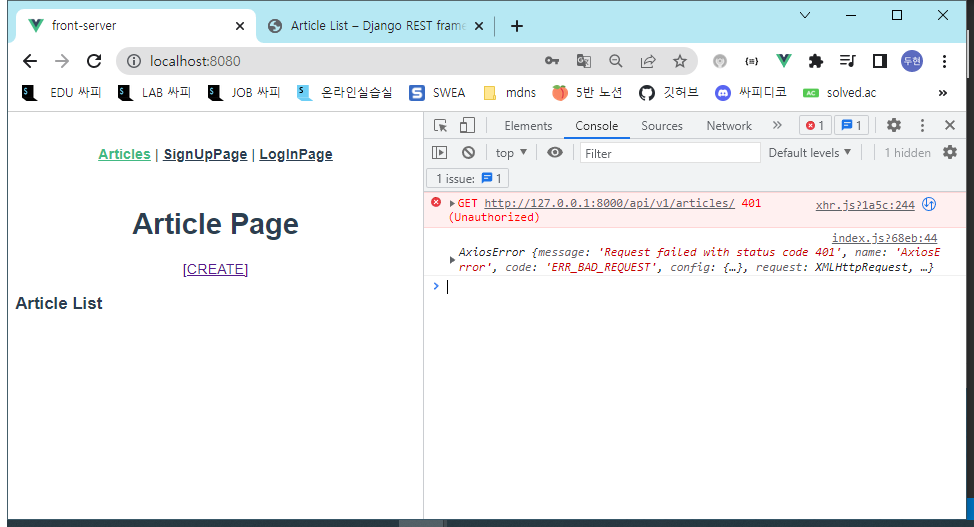 front-server
Article List – Django REST frame
localhost:8080
두현
EDU 싸피
LAB 싸피
JOB 싸피
온라인실습실
SWEA
mdns
5반 노션
깃허브
싸피디코
AC solved.ac
»
Articles | SignUpPage | LogInPage
Article Page
[CREATE]
Article List
Elements
Console
Sources
Network
»
1
1
top
Filter
Default levels
1 hidden
1 issue: 1
GET http://127.0.0.1:8000/api/v1/articles/ 401 xhr.js?1a5c:244
(Unauthorized)
index.js?68eb:44
AxiosError {message: 'Request failed with status code 401', name: 'AxiosE
rror', code: 'ERR_BAD_REQUEST', config: {…}, request: XMLHttpRequest, …}